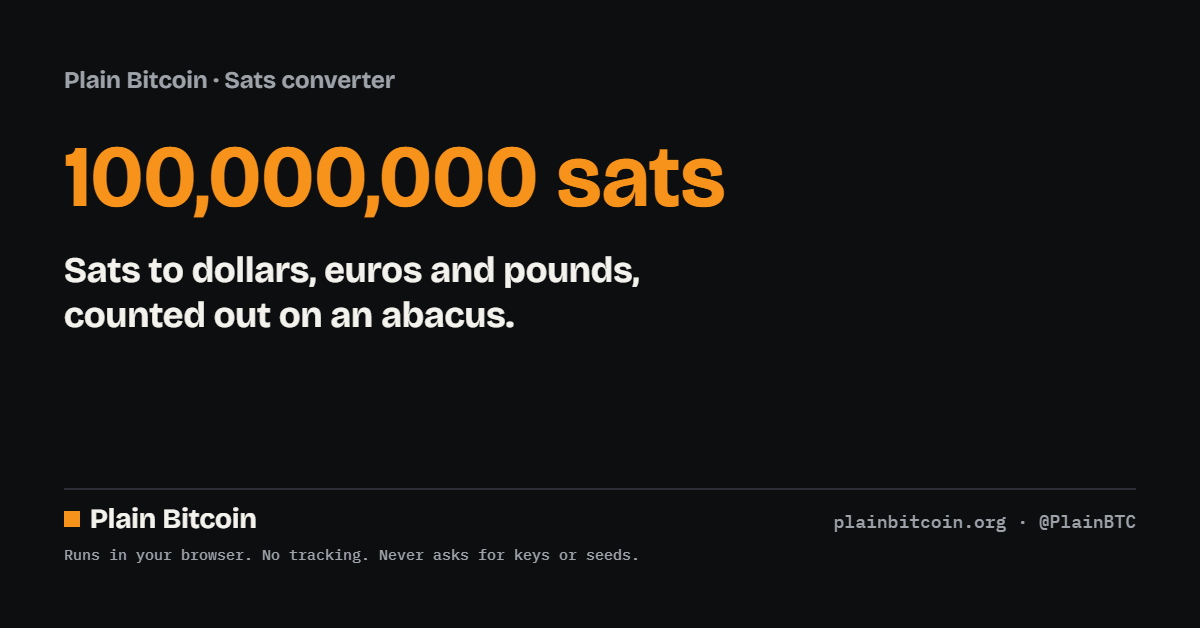 Plain Bitcoin · Sats converter
100,000,000 sats
Sats to dollars, euros and pounds,
counted out on an abacus.
Plain Bitcoin
plainbitcoin.org · @PlainBTC
Runs in your browser. No tracking. Never asks for keys or seeds.